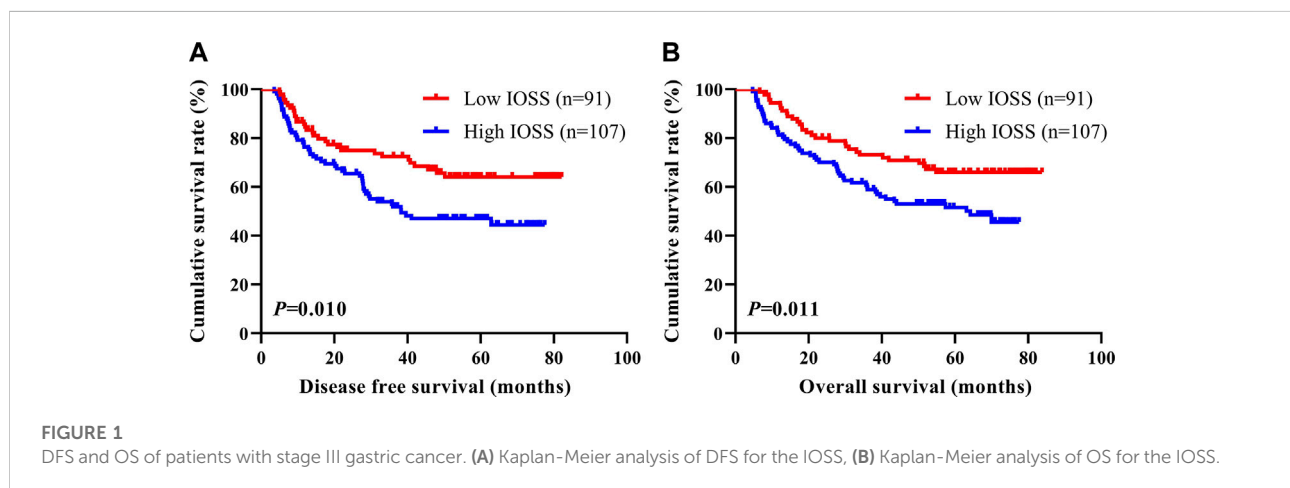 A
Cumulative survival rate (%)
100
80
60
40
20
0
Low IOSS (n=91)
High IOSS (n=107)
P=0.010
0 20 40 60 80 100
Disease free survival (months)
B
Cumulative survival rate (%)
100
80
60
40
20
0
Low IOSS (n=91)
High IOSS (n=107)
P=0.011
0 20 40 60 80 100
Overall survival (months)
FIGURE 1
DFS and OS of patients with stage III gastric cancer. (A) Kaplan-Meier analysis of DFS for the IOSS, (B) Kaplan-Meier analysis of OS for the IOSS.